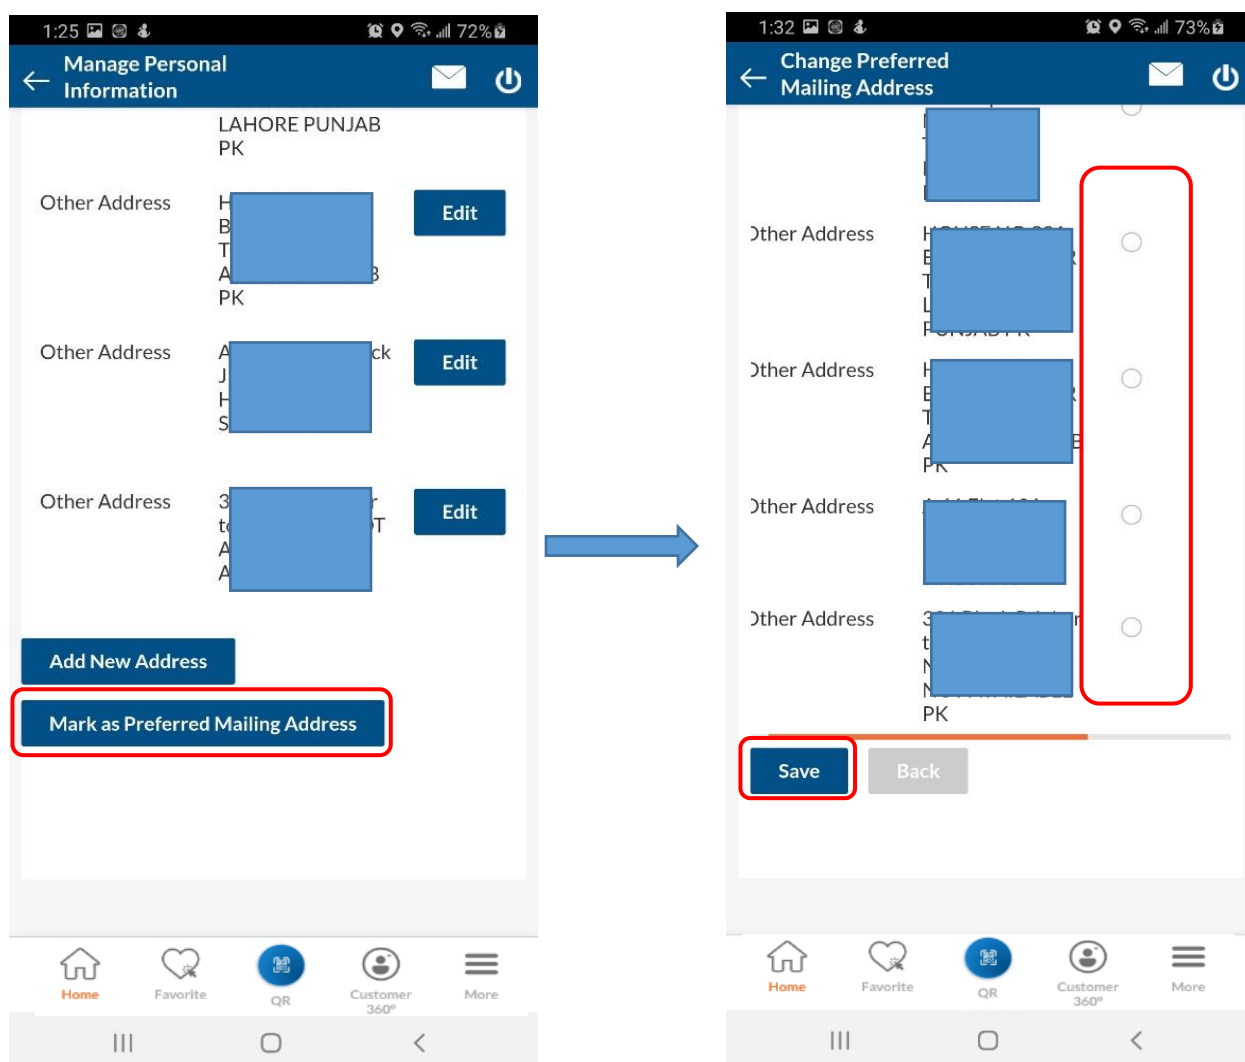 1:25
72%
Manage Personal
Information
LAHORE PUNJAB
PK
Other Address
Edit
PK
Other Address
Edit
Other Address
Edit
Add New Address
Mark as Preferred Mailing Address
Home
Favorite
QR
Customer
360°
More
1:32
73%
Change Preferred
Mailing Address
Other Address
Other Address
PK
Other Address
Other Address
PK
Save
Back
Home
Favorite
QR
Customer
360°
More